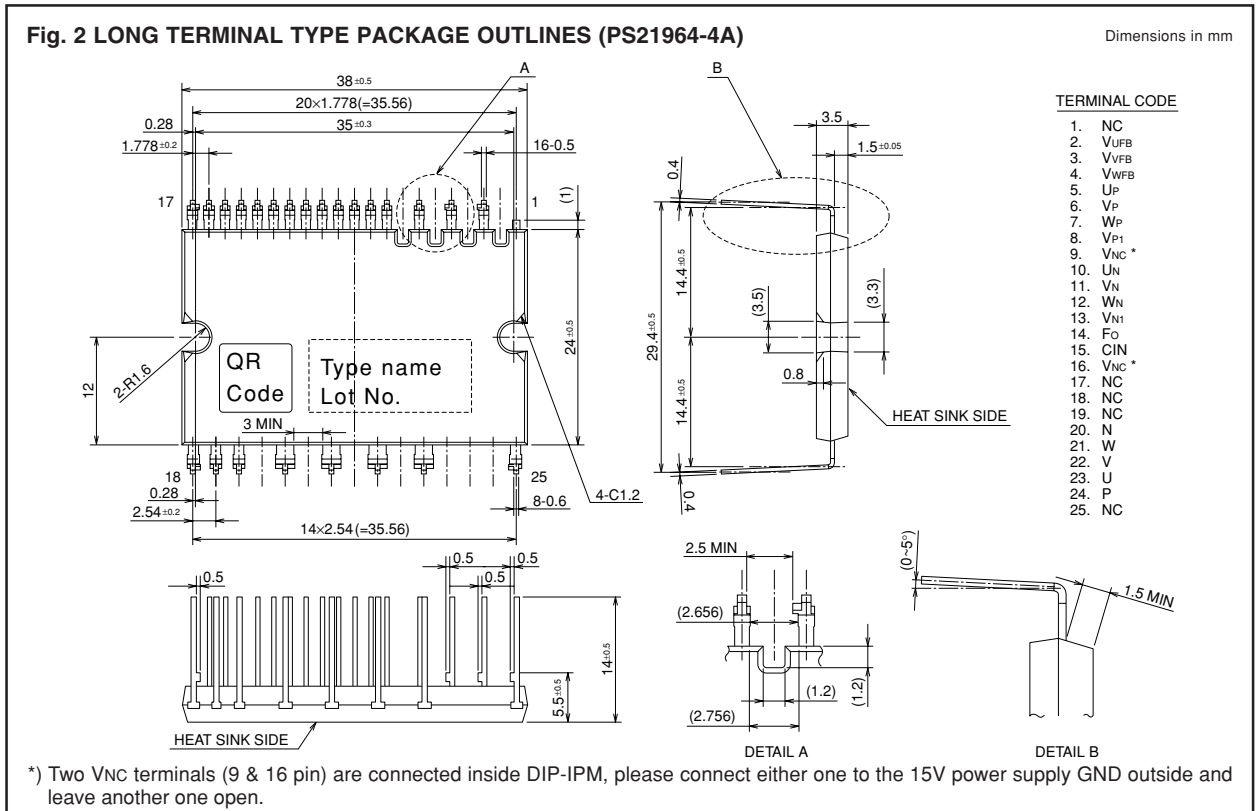 Fig. 2 LONG TERMINAL TYPE PACKAGE OUTLINES (PS21964-4A)
Dimensions in mm
A
38 ±0.5
20×1.778(=35.56)
35 ±0.3
0.28
1.778 ±0.2
16-0.5
17
1
(1)
2-R1.6
12
24 ±0.5
QR
Code
Type name
Lot No.
3 MIN
18
25
0.28
2.54 ±0.2
14×2.54(=35.56)
8-0.6
4-C1.2
B
3.5
1.5 ±0.05
0.4
29.4 ±0.5
14.4 ±0.5
14.4 ±0.5
(3.5)
(3.3)
0.8
0.4
HEAT SINK SIDE
TERMINAL CODE
1. NC
2. VUFB
3. VVFB
4. VWFB
5. UP
6. VP
7. WP
8. VP1
9. VNC *
10. UN
11. VN
12. WN
13. VN1
14. FO
15. CIN
16. VNC *
17. NC
18. NC
19. NC
20. N
21. W
22. V
23. U
24. P
25. NC
0.5
0.5
0.5
0.5
14 ±0.5
5.5 ±0.5
HEAT SINK SIDE
2.5 MIN
(2.656)
(1.2)
(1.2)
(2.756)
DETAIL A
(0~5°)
1.5 MIN
DETAIL B
*) Two VNC terminals (9 & 16 pin) are connected inside DIP-IPM, please connect either one to the 15V power supply GND outside and
leave another one open.